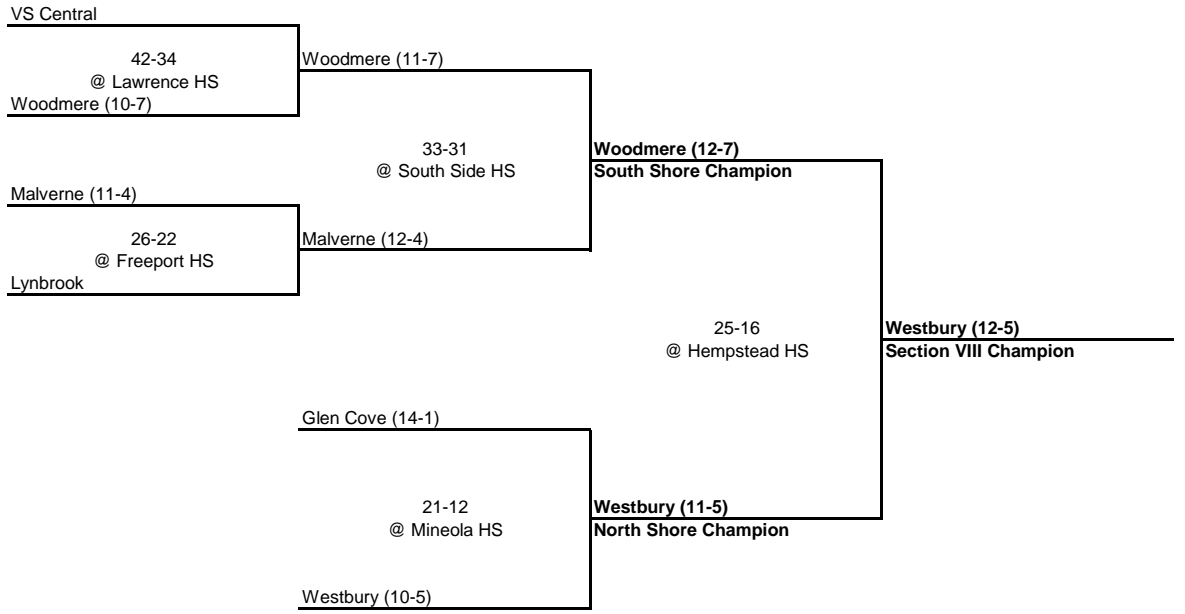 VS Central
42-34
@ Lawrence HS
Woodmere (10-7)
Woodmere (11-7)
33-31
@ South Side HS
Malverne (11-4)
26-22
@ Freeport HS
Lynbrook
Malverne (12-4)
Woodmere (12-7)
South Shore Champion
25-16
@ Hempstead HS
Westbury (12-5)
Section VIII Champion
Glen Cove (14-1)
21-12
@ Mineola HS
Westbury (10-5)
Westbury (11-5)
North Shore Champion